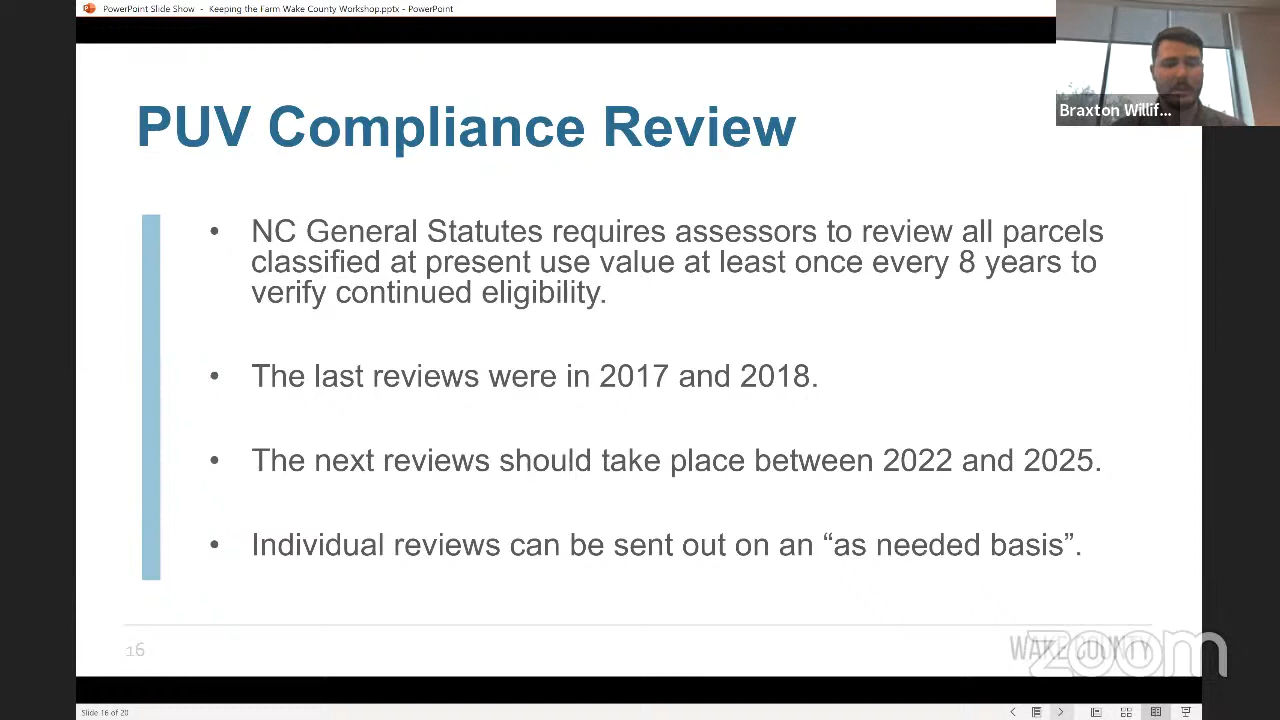 PowerPoint Slide Show - Keeping the Farm Wake County Workshop.pptx - PowerPoint
Braxton Willif...
PUV Compliance Review
• NC General Statutes requires assessors to review all parcels
classified at present use value at least once every 8 years to
verify continued eligibility.
• The last reviews were in 2017 and 2018.
• The next reviews should take place between 2022 and 2025.
• Individual reviews can be sent out on an “as needed basis”.
16
WAKE COUNTY
zoom
Slide 16 of 20